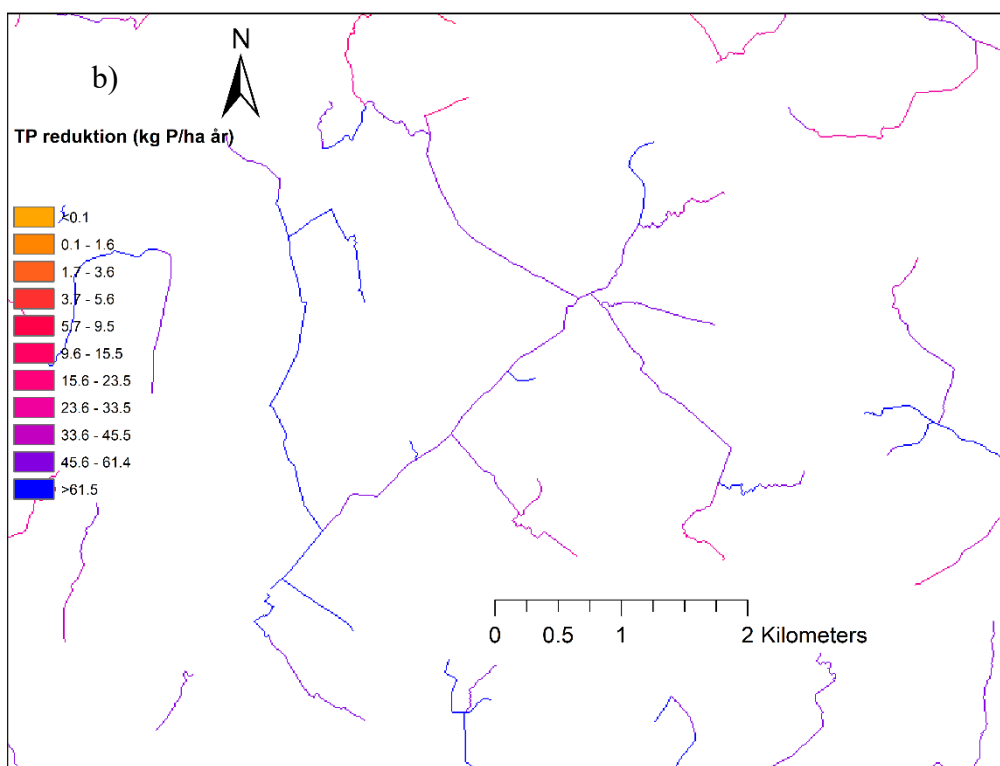 N
b)
TP reduktion (kg P/ha år)
<0.1
0.1 - 1.6
1.7 - 3.6
3.7 - 5.6
5.7 - 9.5
9.6 - 15.5
15.6 - 23.5
23.6 - 33.5
33.6 - 45.5
45.6 - 61.4
>61.5
0 0.5 1 2 Kilometers